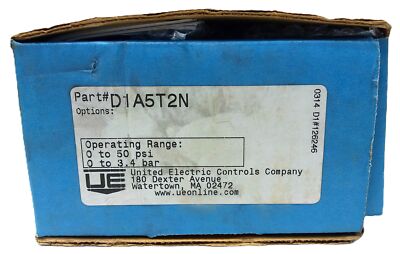 Part# D1A5T2N
Options:
Operating Range:
0 to 50 psi
0 to 3.4 bar
UE
United Electric Controls Company
180 Dexter Avenue
Watertown, MA 02472
www.ueonline.com
0314 D1#126246